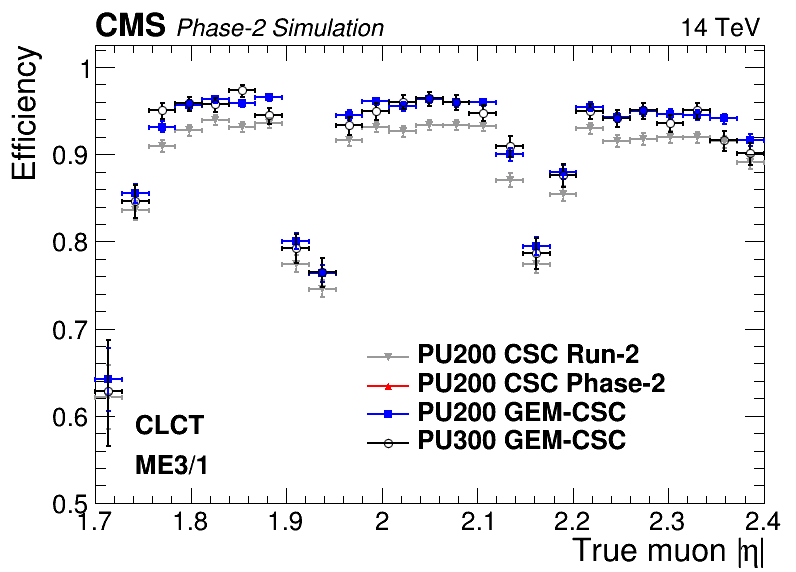 CMS Phase-2 Simulation 14 TeV
Efficiency
1
0.9
0.8
0.7
0.6
0.5
PU200 CSC Run-2
PU200 CSC Phase-2
PU200 GEM-CSC
PU300 GEM-CSC
CLCT
ME3/1
1.7 1.8 1.9 2 2.1 2.2 2.3 2.4
True muon |η|